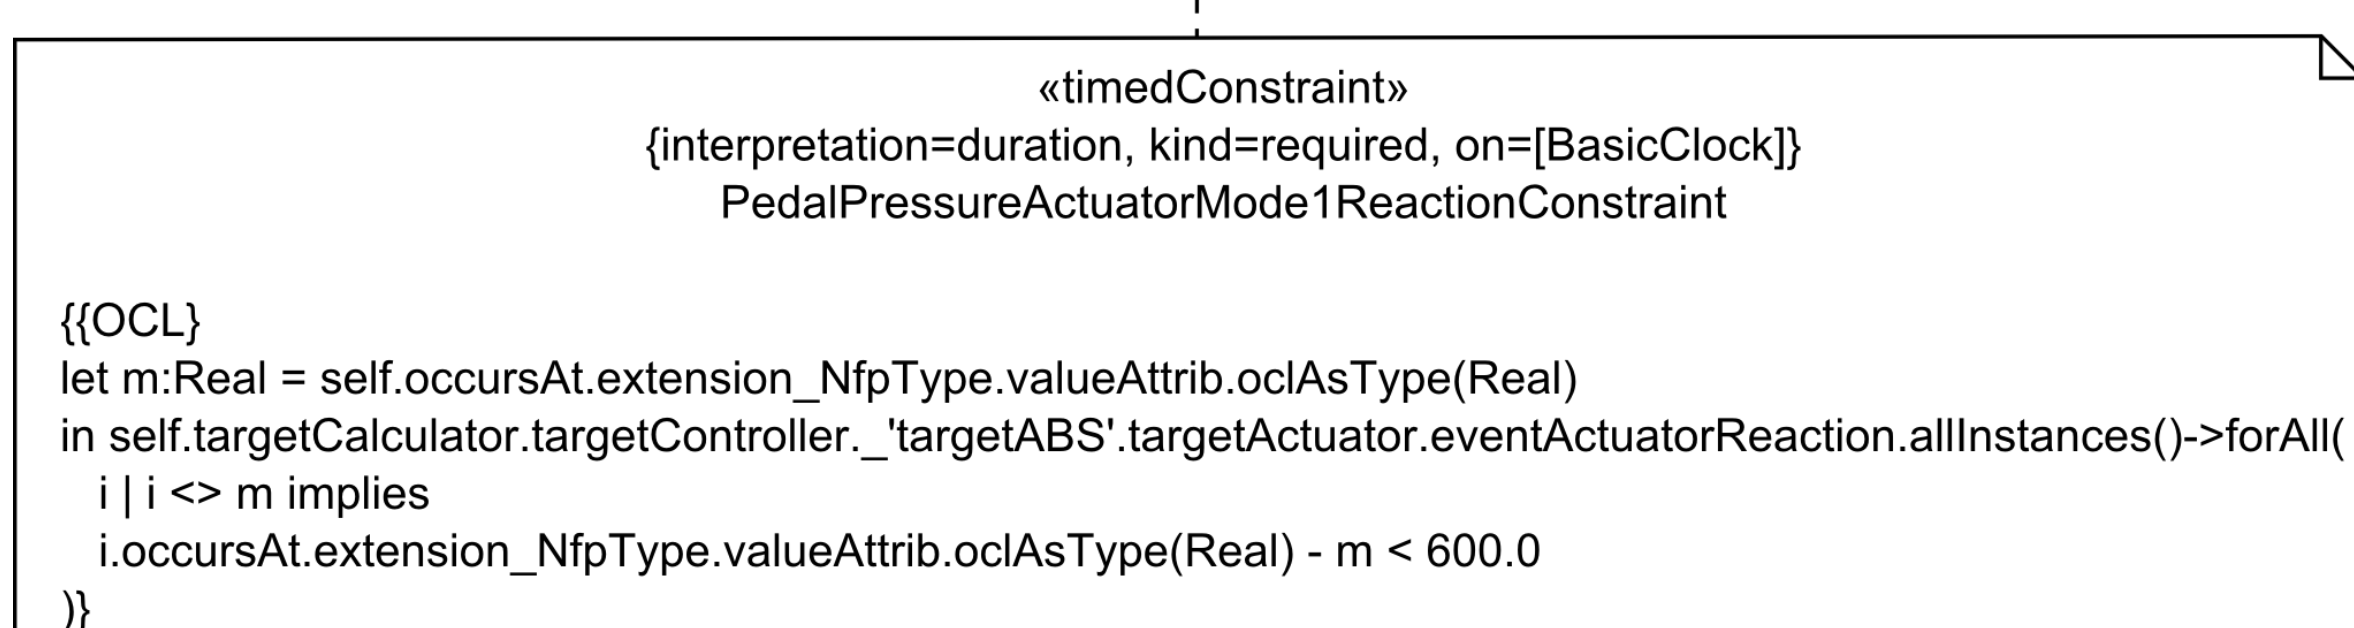 «timedConstraint»
{interpretation=duration, kind=required, on=[BasicClock]}
PedalPressureActuatorMode1ReactionConstraint
{{OCL}
let m:Real = self.occursAt.extension_NfpType.valueAttrib.oclAsType(Real)
in self.targetCalculator.targetController._'targetABS'.targetActuator.eventActuatorReaction.allInstances()->forAll(
i | i <> m implies
i.occursAt.extension_NfpType.valueAttrib.oclAsType(Real) - m < 600.0
)}